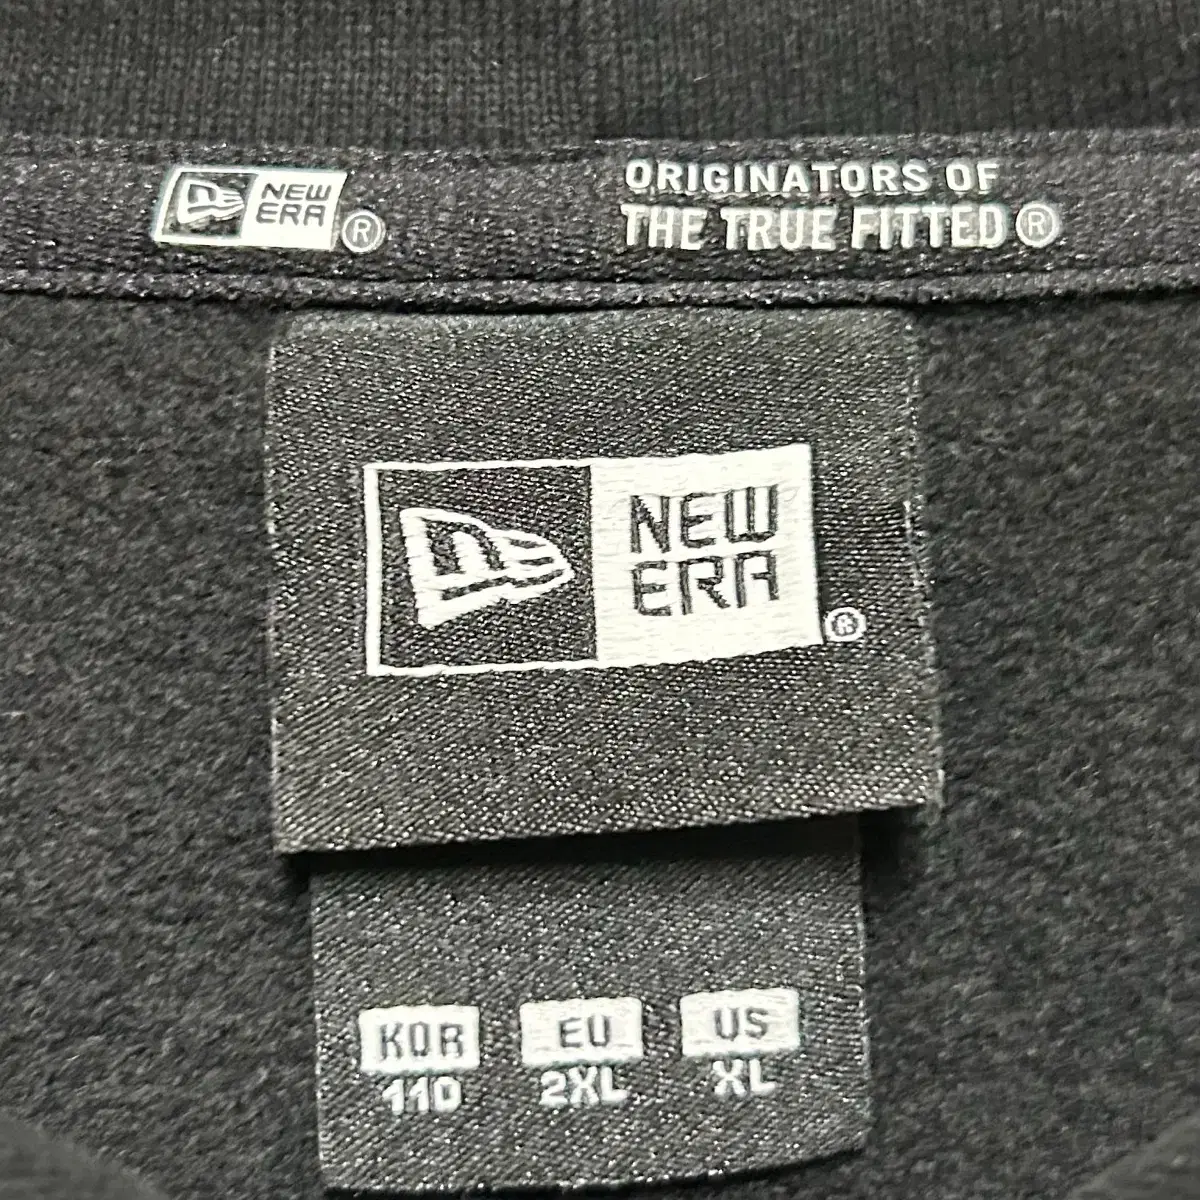 NEW
ERA ®
ORIGINATORS OF
THE TRUE FITTED®
NEW
ERA ®
KOR EU US
110 2XL XL